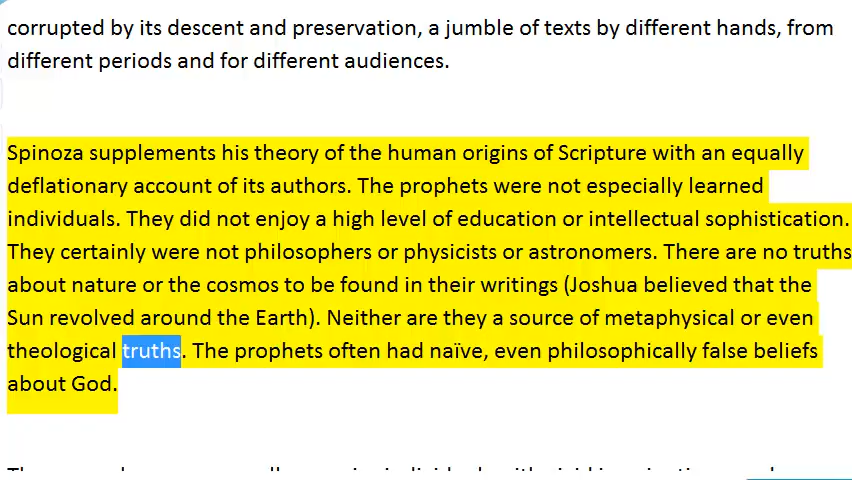 corrupted by its descent and preservation, a jumble of texts by different hands, from
different periods and for different audiences.
Spinoza supplements his theory of the human origins of Scripture with an equally
deflationary account of its authors. The prophets were not especially learned
individuals. They did not enjoy a high level of education or intellectual sophistication.
They certainly were not philosophers or physicists or astronomers. There are no truths
about nature or the cosmos to be found in their writings (Joshua believed that the
Sun revolved around the Earth). Neither are they a source of metaphysical or even
theological truths. The prophets often had naïve, even philosophically false beliefs
about God.